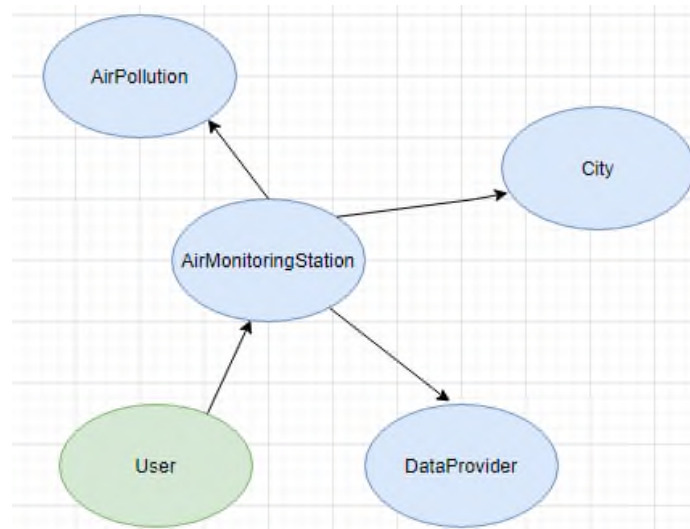 AirPollution
City
AirMonitoringStation
User
DataProvider